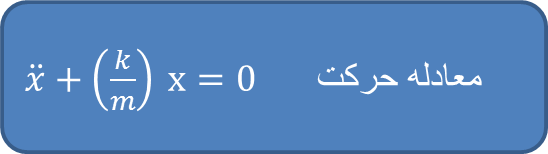 ẍ + (k/m) x = 0 معادله حرکت